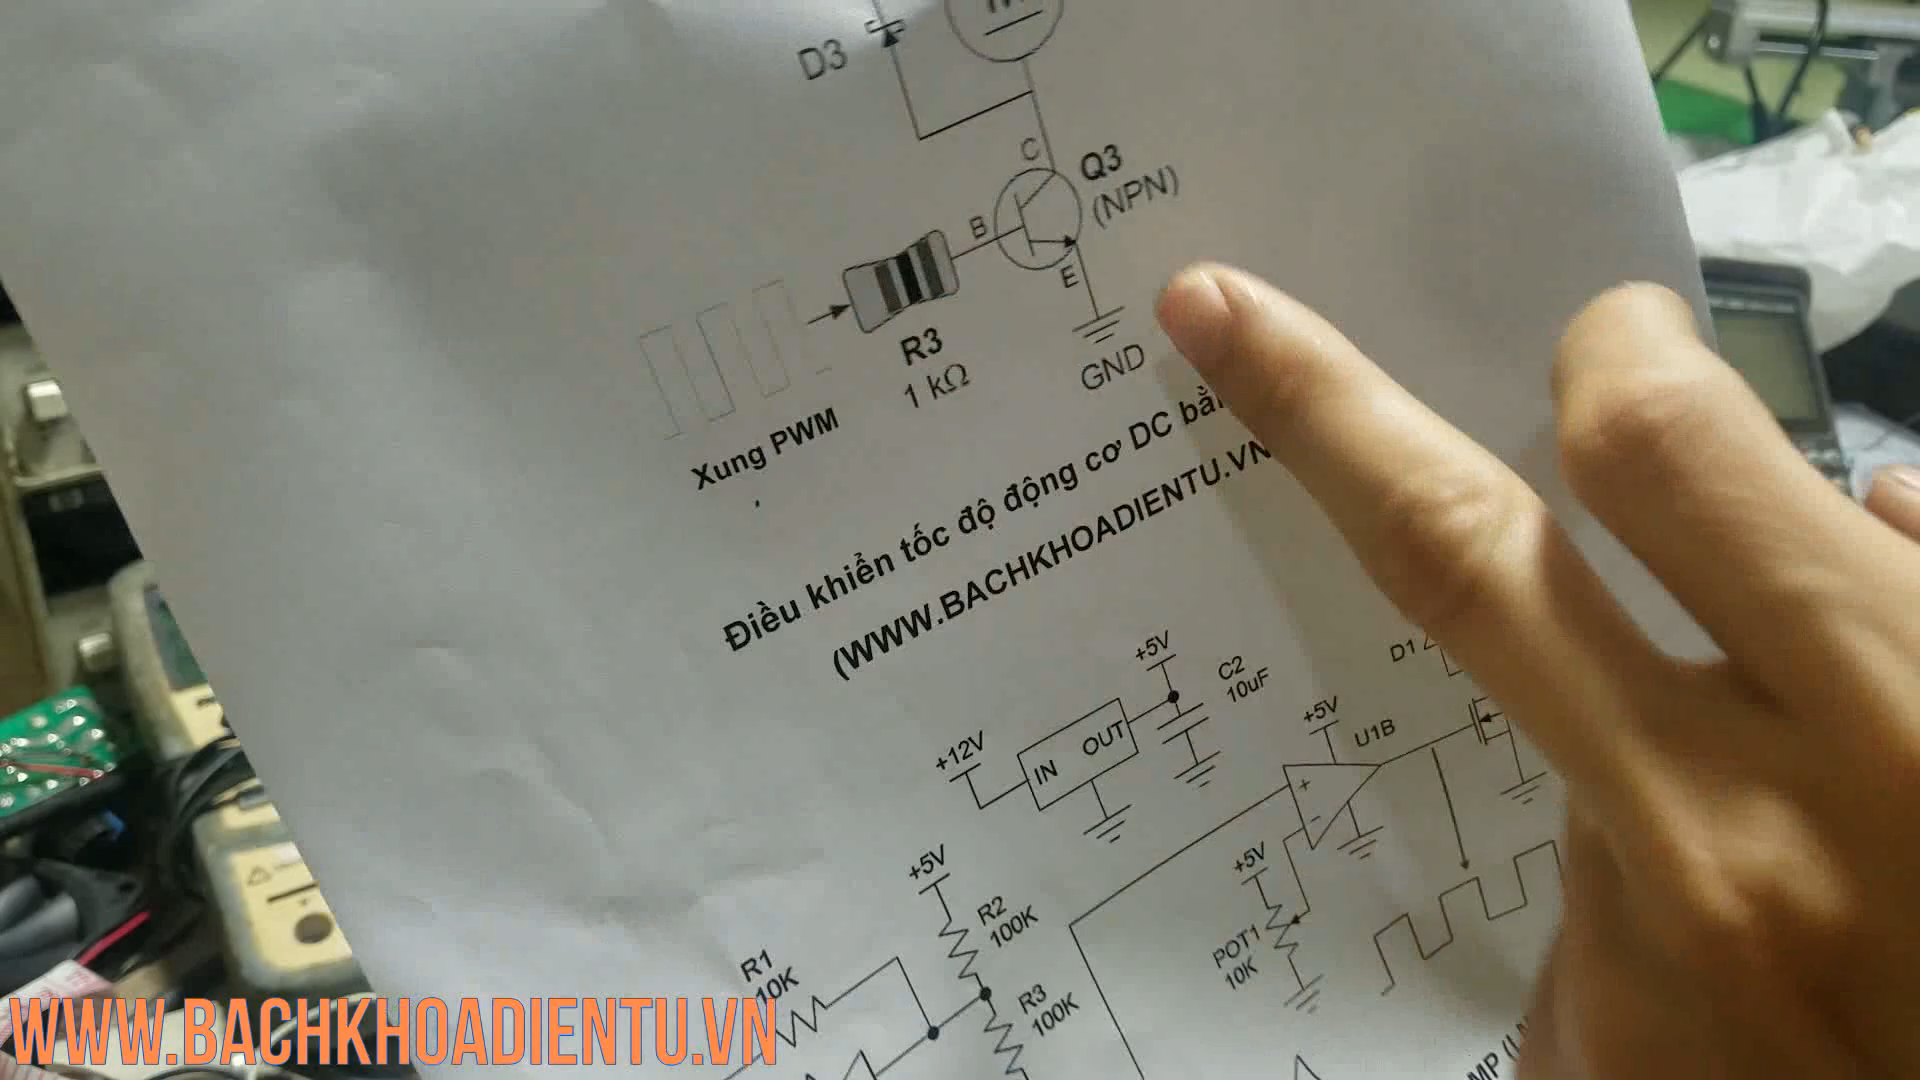 D3
C
Q3
(NPN)
B
E
R3
1 kΩ
GND
Xung PWM
Điều khiển tốc độ động cơ DC
(WWW.BACHKHOADIENTU.VN
+5V
C2
10uF
+12V
IN
OUT
D1
+5V
U1B
+
-
+5V
R2
100K
+5V
POT1
10K
R1
10K
R3
100K
WWW.BACHKHOADIENTU.VN